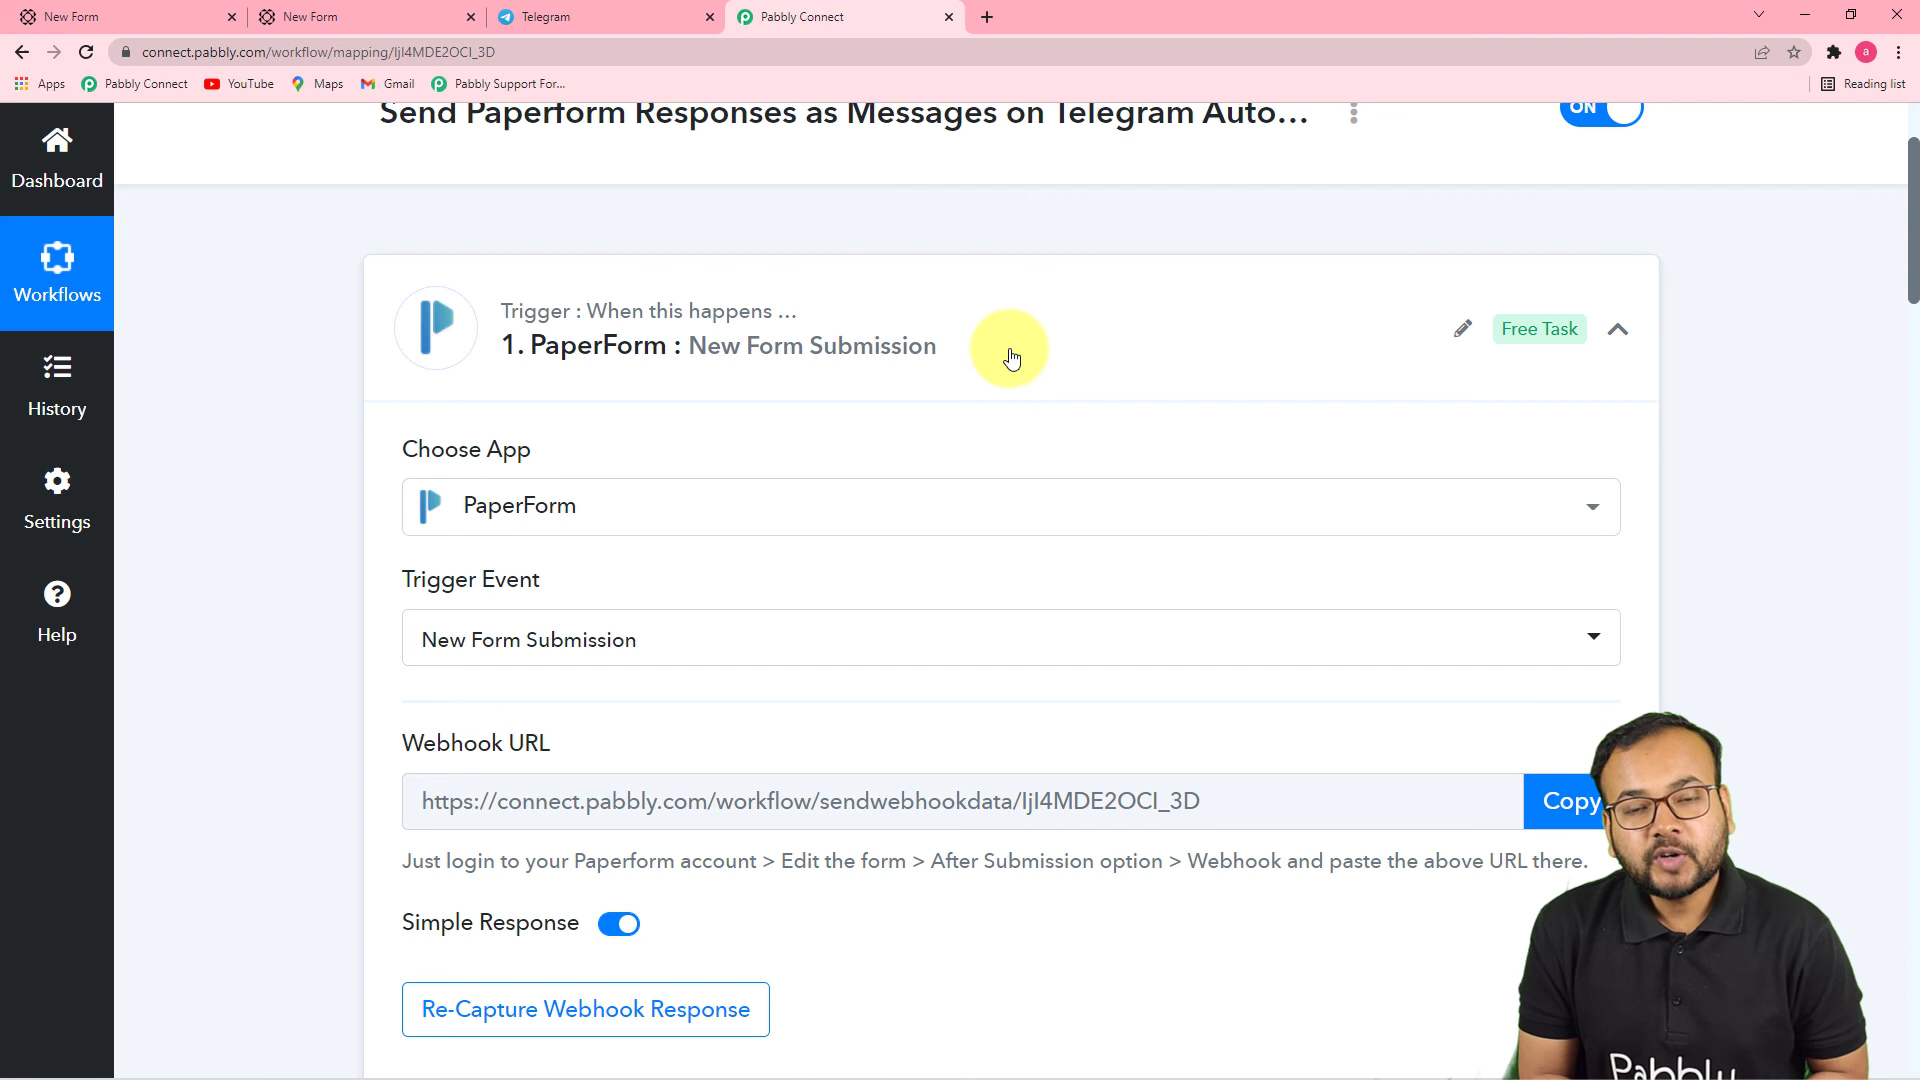 New Form
New Form
Telegram
Pabbly Connect
connect.pabbly.com/workflow/mapping/IjI4MDE2OCI_3D
a
Apps
Pabbly Connect
YouTube
Maps
Gmail
Pabbly Support For...
Reading list
Send Paperform Responses as Messages on Telegram Auto...
ON
Dashboard
Workflows
History
Settings
Help
Trigger : When this happens ...
1. PaperForm : New Form Submission
Free Task
Choose App
PaperForm
Trigger Event
New Form Submission
Webhook URL
https://connect.pabbly.com/workflow/sendwebhookdata/IjI4MDE2OCI_3D
Copy
Just login to your Paperform account > Edit the form > After Submission option > Webhook and paste the above URL there.
Simple Response
Re-Capture Webhook Response
Pabbly